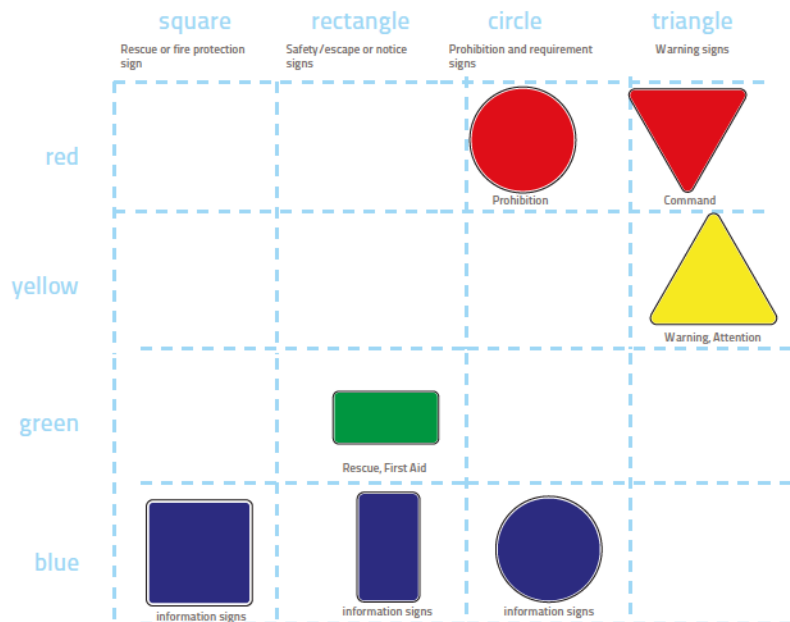 square
rectangle
circle
triangle
Rescue or fire protection
sign
Safety/escape or notice
signs
Prohibition and requirement
signs
Warning signs
red
Prohibition
Command
yellow
Warning, Attention
green
Rescue, First Aid
blue
information signs
information signs
information signs